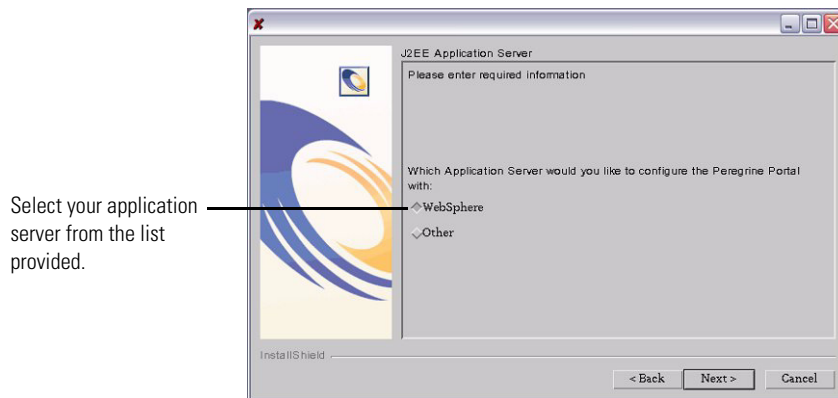 J2EE Application Server
Please enter required information
Which Application Server would you like to configure the Peregrine Portal
with:
WebSphere
Other
Select your application
server from the list
provided.
InstallShield
< Back
Next >
Cancel